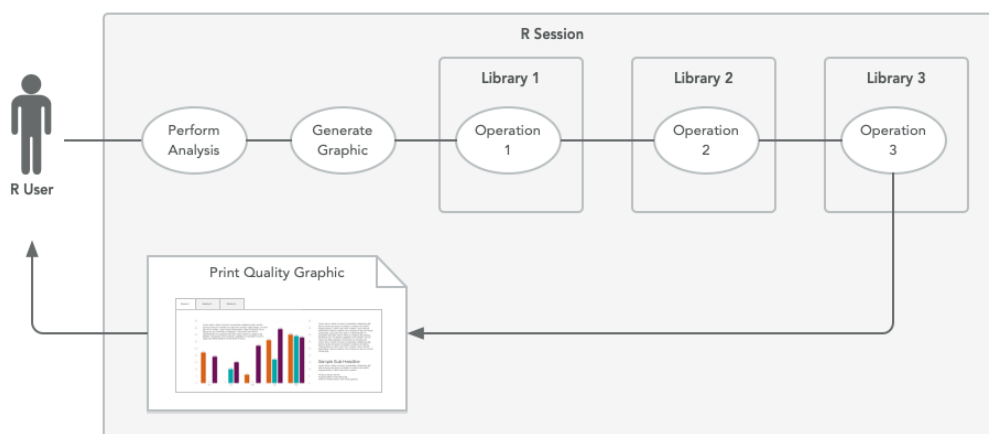 R Session
Library 1
Library 2
Library 3
Perform
Analysis
Generate
Graphic
Operation
1
Operation
2
Operation
3
R User
Print Quality Graphic
Sample Sub Headline